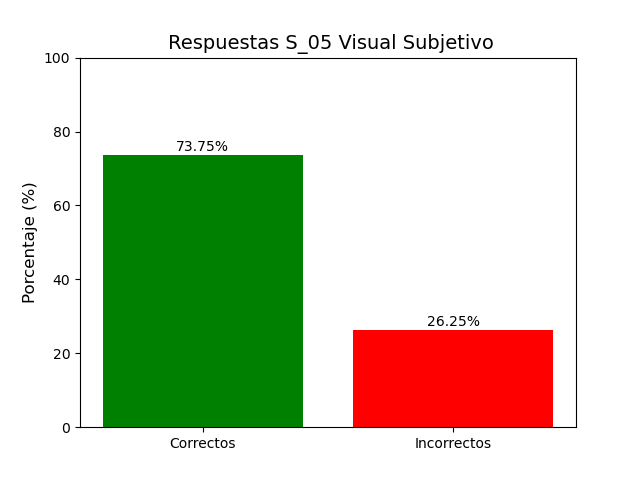 Respuestas S_05 Visual Subjetivo
Porcentaje (%)
100
80
60
40
20
0
73.75%
26.25%
Correctos
Incorrectos